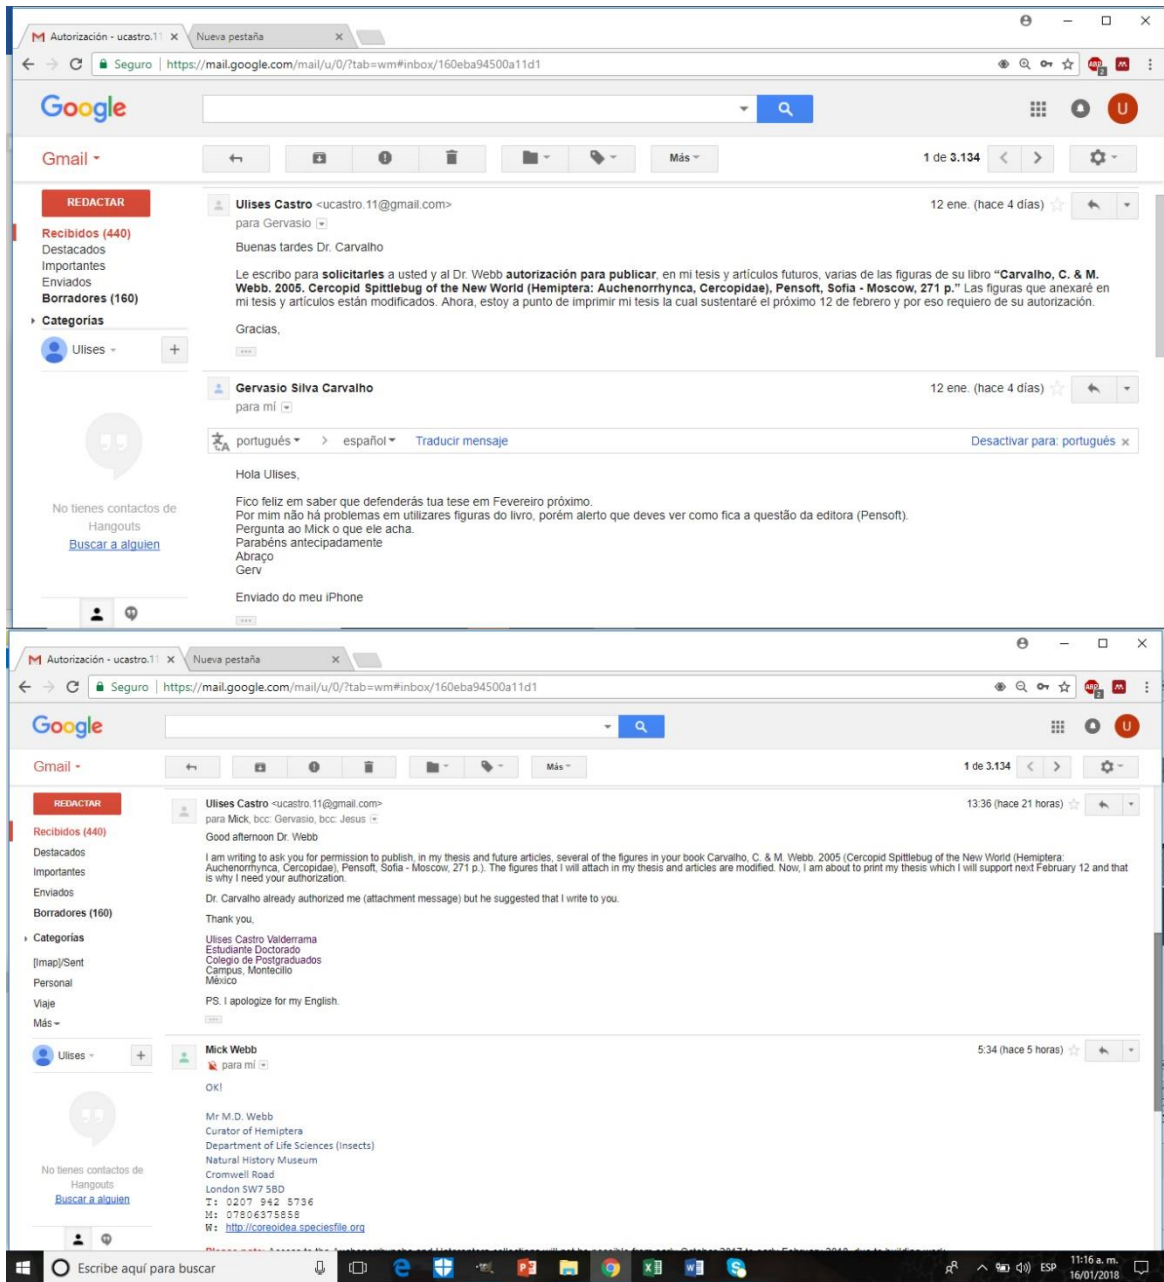 Autorización - ucastro.11
Nueva pestaña
Seguro
https://mail.google.com/mail/u/0/?tab=wm#inbox/160eba94500a11d1
ABP
2
Google
U
Gmail
Más
1 de 3.134
REDACTAR
Recibidos (440)
Destacados
Importantes
Enviados
Borradores (160)
Categorías
Ulises
+
No tienes contactos de
Hangouts
Buscar a alguien
Ulises Castro <ucastro.11@gmail.com>
12 ene. (hace 4 días)
para Gervasio
Buenas tardes Dr. Carvalho
Le escribo para solicitarles a usted y al Dr. Webb autorización para publicar, en mi tesis y artículos futuros, varias de las figuras de su libro “Carvalho, C. & M.
Webb. 2005. Cercopid Spittlebug of the New World (Hemiptera: Auchenorrhynca, Cercopidae), Pensoft, Sofia - Moscow, 271 p.” Las figuras que anexaré en
mi tesis y artículos están modificados. Ahora, estoy a punto de imprimir mi tesis la cual sustentaré el próximo 12 de febrero y por eso requiero de su autorización.
Gracias,
Gervasio Silva Carvalho
12 ene. (hace 4 días)
para mí
portugués > español Traducir mensaje
Desactivar para: portugués ×
Hola Ulises,
Fico feliz em saber que defenderás tua tese em Fevereiro próximo.
Por mim não há problemas em utilizares figuras do livro, porém alerto que deves ver como fica a questão da editora (Pensoft).
Pergunta ao Mick o que ele acha.
Parabéns antecipadamente
Abraço
Gerv
Enviado do meu iPhone
Autorización - ucastro.11
Nueva pestaña
Seguro
https://mail.google.com/mail/u/0/?tab=wm#inbox/160eba94500a11d1
ABP
2
Google
U
Gmail
Más
1 de 3.134
REDACTAR
Recibidos (440)
Destacados
Importantes
Enviados
Borradores (160)
Categorías
[Imap]/Sent
Personal
Viaje
Más
Ulises
+
No tienes contactos de
Hangouts
Buscar a alguien
Ulises Castro <ucastro.11@gmail.com>
13:36 (hace 21 horas)
para Mick, bcc: Gervasio, bcc: Jesus
Good afternoon Dr. Webb
I am writing to ask you for permission to publish, in my thesis and future articles, several of the figures in your book Carvalho, C. & M. Webb. 2005 (Cercopid Spittlebug of the New World (Hemiptera:
Auchenorrhynca, Cercopidae), Pensoft, Sofia - Moscow, 271 p.). The figures that I will attach in my thesis and articles are modified. Now, I am about to print my thesis which I will support next February 12 and that
is why I need your authorization.
Dr. Carvalho already authorized me (attachment message) but he suggested that I write to you.
Thank you,
Ulises Castro Valderrama
Estudiante Doctorado
Colegio de Postgraduados
Campus, Montecillo
México
PS. I apologize for my English.
Mick Webb
5:34 (hace 5 horas)
para mí
OK!
Mr M.D. Webb
Curator of Hemiptera
Department of Life Sciences (Insects)
Natural History Museum
Cromwell Road
London SW7 5BD
T: 0207 942 5736
M: 07806375858
W: http://coreoidea.speciesfile.org
Escribe aquí para buscar
ESP
11:16 a. m.
16/01/2018